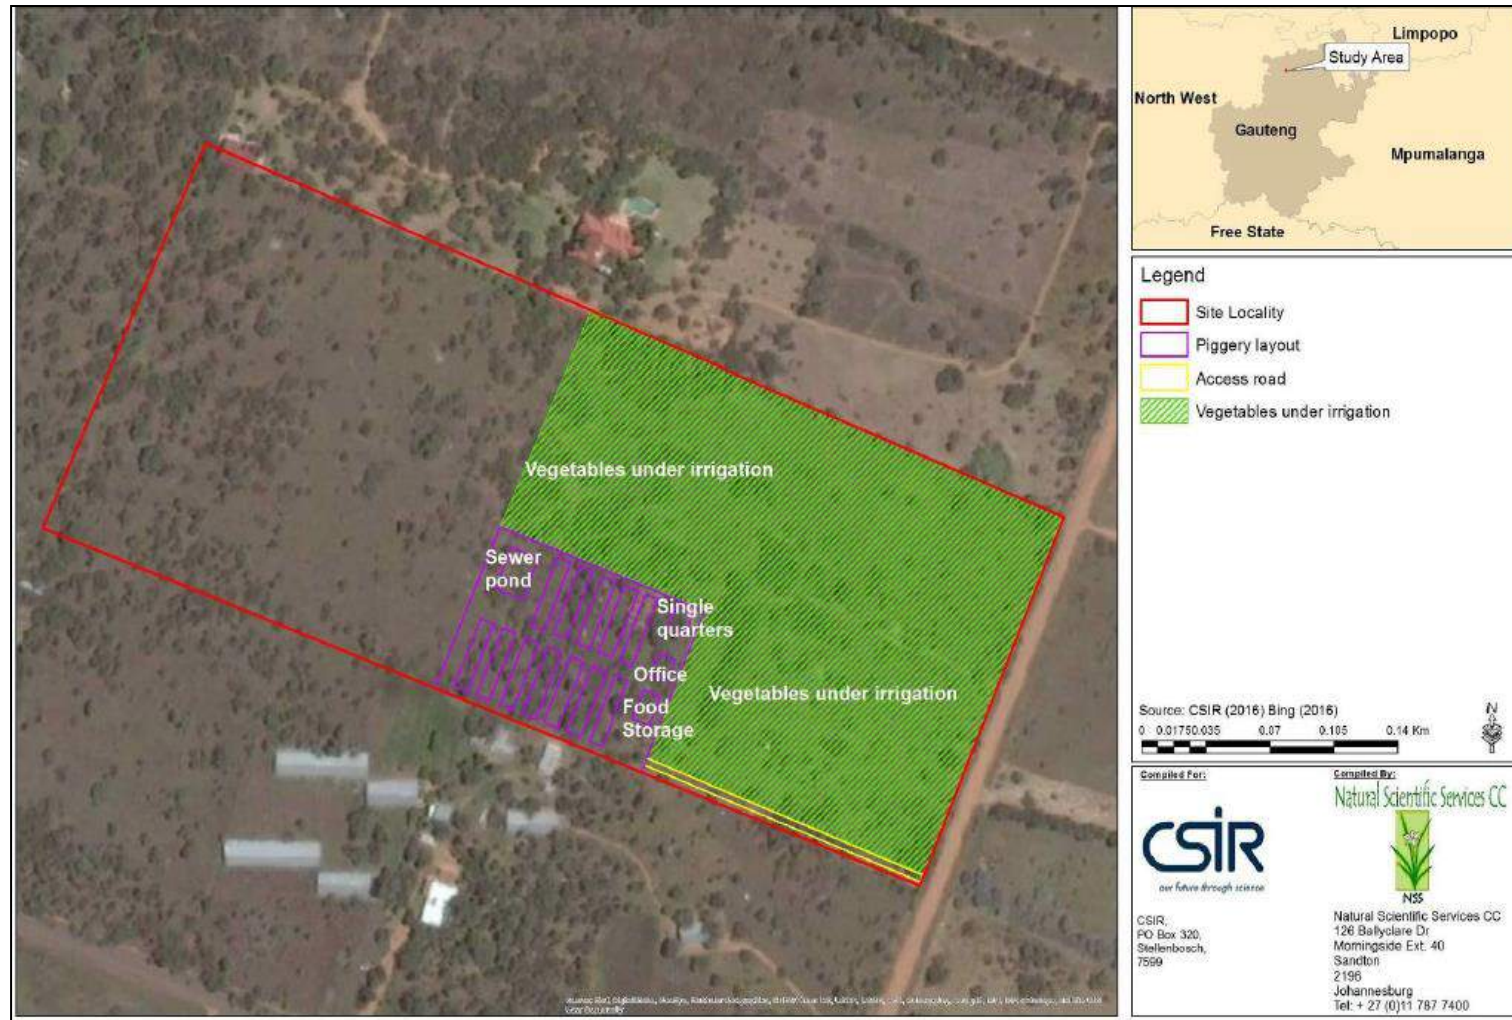 Vegetables under irrigation
Sewer
pond
Single
quarters
Office
Food
Storage
Vegetables under irrigation
Limpopo
Study Area
North West
Gauteng
Mpumalanga
Free State
Legend
Site Locality
Piggery layout
Access road
Vegetables under irrigation
Source: CSIR (2016) Bing (2016)
N
0 0.01750.035 0.07 0.105 0.14 Km
Compiled For:
CSIR
our future through science
CSIR,
PO Box 320,
Stellenbosch,
7599
Compiled By:
Natural Scientific Services CC
NSS
Natural Scientific Services CC
126 Ballyclare Dr
Morningside Ext. 40
Sandton
2196
Johannesburg
Tel: + 27 (0)11 787 7400